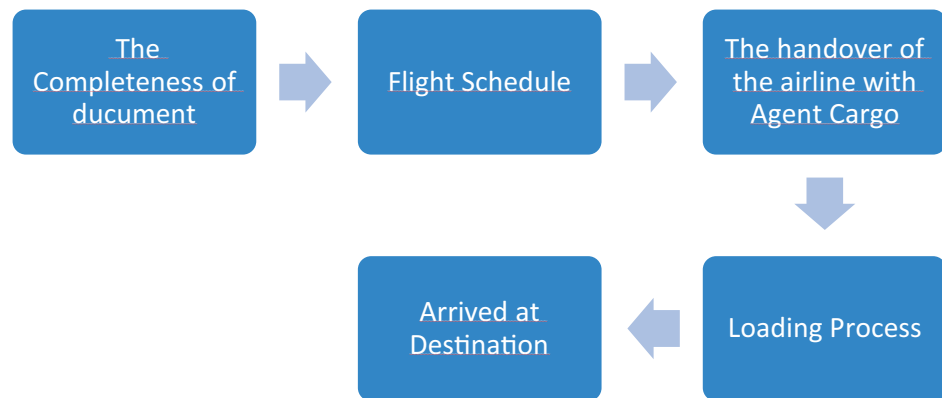 The
Completeness of
ducument
Flight Schedule
The handover of
the airline with
Agent Cargo
Loading Process
Arrived at
Destination